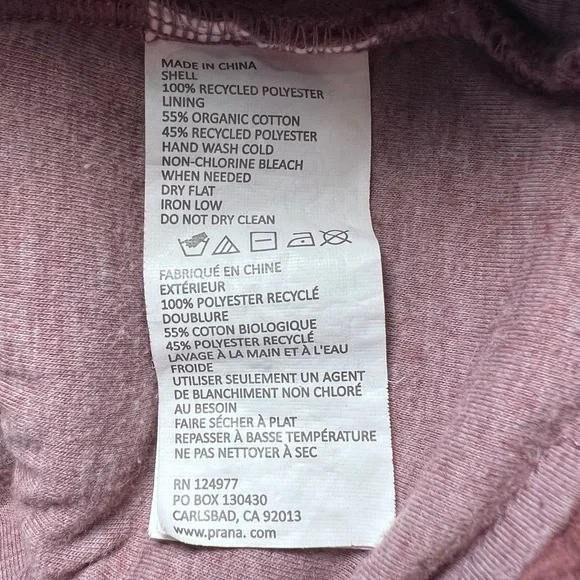 MADE IN CHINA
SHELL
100% RECYCLED POLYESTER
LINING
55% ORGANIC COTTON
45% RECYCLED POLYESTER
HAND WASH COLD
NON-CHLORINE BLEACH
WHEN NEEDED
DRY FLAT
IRON LOW
DO NOT DRY CLEAN
FABRIQUÉ EN CHINE
EXTÉRIEUR
100% POLYESTER RECYCLÉ
DOUBLURE
55% COTON BIOLOGIQUE
45% POLYESTER RECYCLÉ
LAVAGE À LA MAIN ET À L'EAU
FROIDE
UTILISER SEULEMENT UN AGENT
DE BLANCHIMENT NON CHLORÉ
AU BESOIN
FAIRE SÉCHER À PLAT
REPASSER À BASSE TEMPÉRATURE
NE PAS NETTOYER À SEC
RN 124977
PO BOX 130430
CARLSBAD, CA 92013
www.prana. com